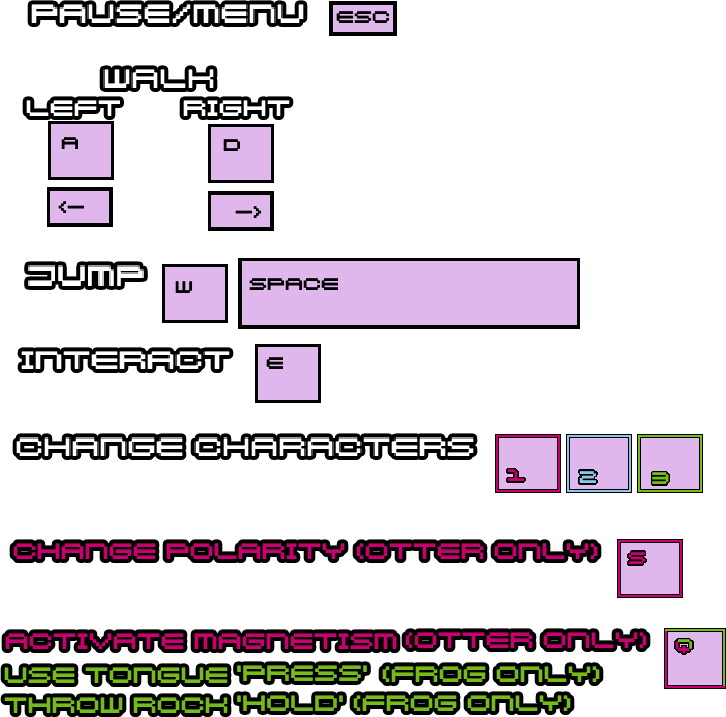 PAUSE/MENU ESC
WALK
LEFT RIGHT
A D
<— —>
JUMP W SPACE
INTERACT E
CHANGE CHARACTERS 1 2 3
CHANGE POLARITY (OTTER ONLY) S
ACTIVATE MAGNETISM (OTTER ONLY) Q
USE TONGUE 'PRESS' (FROG ONLY)
THROW ROCK 'HOLD' (FROG ONLY)